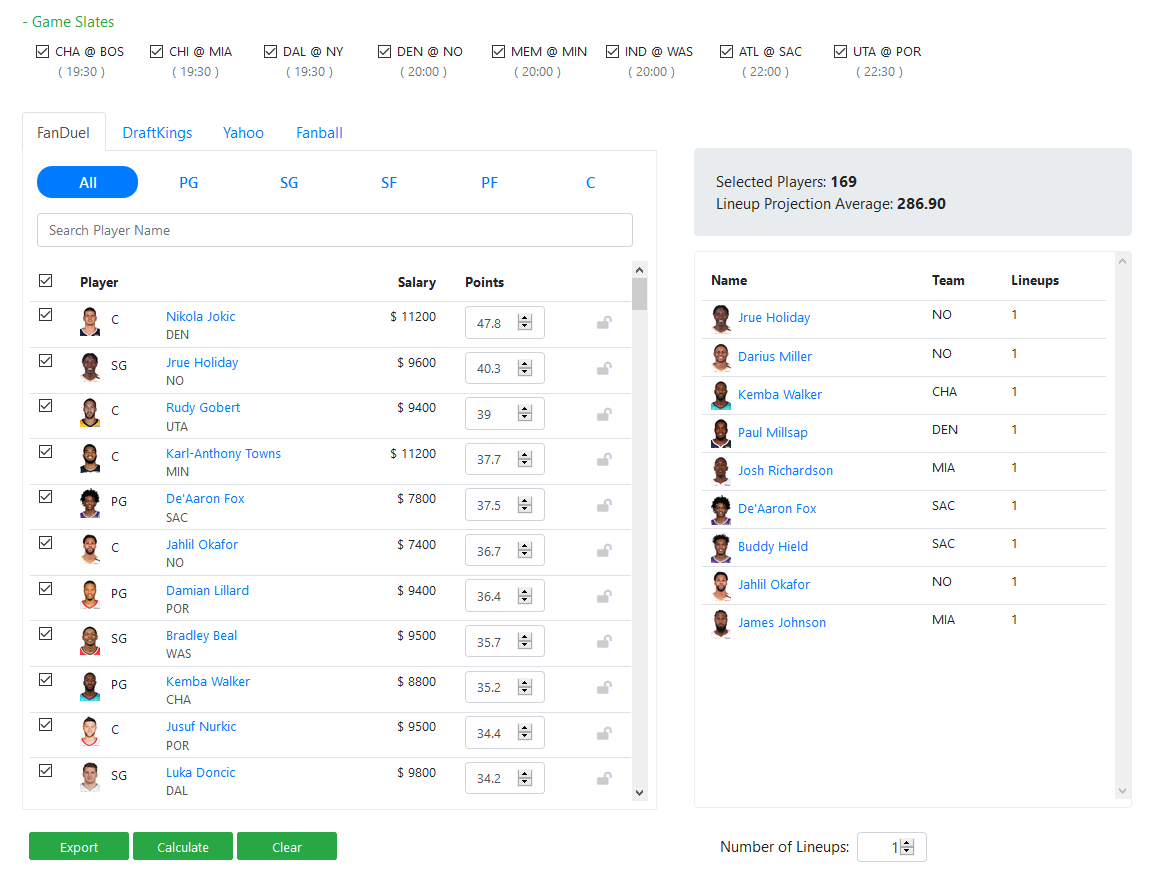 - Game Slates
CHA @ BOS CHI @ MIA DAL @ NY DEN @ NO MEM @ MIN IND @ WAS ATL @ SAC UTA @ POR
( 19:30 ) ( 19:30 ) ( 19:30 ) ( 20:00 ) ( 20:00 ) ( 20:00 ) ( 22:00 ) ( 22:30 )
FanDuel DraftKings Yahoo Fanball
All PG SG SF PF C
Search Player Name
Player Salary Points
C Nikola Jokic $ 11200 47.8
DEN
SG Jrue Holiday $ 9600 40.3
NO
C Rudy Gobert $ 9400 39
UTA
C Karl-Anthony Towns $ 11200 37.7
MIN
PG De'Aaron Fox $ 7800 37.5
SAC
C Jahlil Okafor $ 7400 36.7
NO
PG Damian Lillard $ 9400 36.4
POR
SG Bradley Beal $ 9500 35.7
WAS
PG Kemba Walker $ 8800 35.2
CHA
C Jusuf Nurkic $ 9500 34.4
POR
SG Luka Doncic $ 9800 34.2
DAL
Export Calculate Clear
Selected Players: 169
Lineup Projection Average: 286.90
Name Team Lineups
Jrue Holiday NO 1
Darius Miller NO 1
Kemba Walker CHA 1
Paul Millsap DEN 1
Josh Richardson MIA 1
De'Aaron Fox SAC 1
Buddy Hield SAC 1
Jahlil Okafor NO 1
James Johnson MIA 1
Number of Lineups: 1